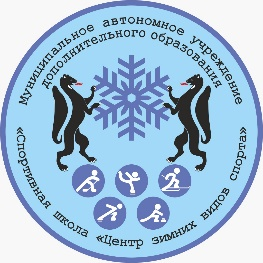 Муниципальное автономное учреждение
дополнительного образования
«Спортивная школа «Центр зимних видов спорта»